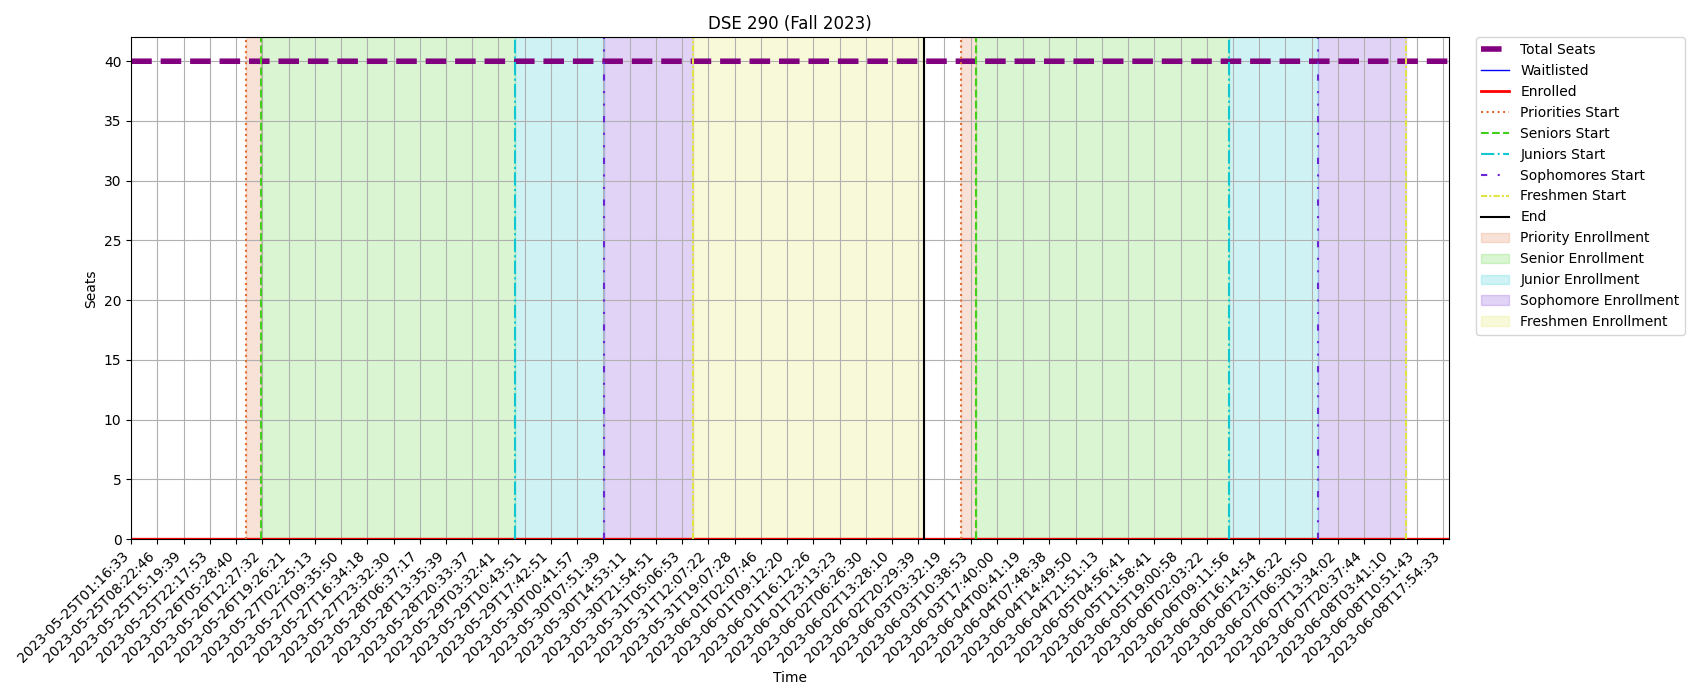 DSE 290 (Fall 2023)
Seats
40
35
30
25
20
15
10
5
0
2023-05-25T01:16:33
2023-05-25T08:22:46
2023-05-25T15:19:39
2023-05-25T22:17:53
2023-05-26T05:28:40
2023-05-26T12:27:32
2023-05-26T19:26:21
2023-05-27T02:25:13
2023-05-27T09:35:50
2023-05-27T16:34:18
2023-05-27T23:32:30
2023-05-28T06:37:17
2023-05-28T13:35:39
2023-05-28T20:33:37
2023-05-29T03:32:41
2023-05-29T10:43:51
2023-05-29T17:42:51
2023-05-30T00:41:57
2023-05-30T07:51:39
2023-05-30T14:53:11
2023-05-30T21:54:51
2023-05-31T05:06:53
2023-05-31T12:07:22
2023-05-31T19:07:28
2023-06-01T02:07:46
2023-06-01T09:12:20
2023-06-01T16:12:26
2023-06-01T23:13:23
2023-06-02T06:26:30
2023-06-02T13:28:10
2023-06-02T20:29:39
2023-06-03T03:32:19
2023-06-03T10:38:53
2023-06-03T17:40:00
2023-06-04T00:41:19
2023-06-04T07:48:38
2023-06-04T14:49:50
2023-06-04T21:51:13
2023-06-05T04:56:41
2023-06-05T11:58:41
2023-06-05T19:00:58
2023-06-06T02:03:22
2023-06-06T09:11:56
2023-06-06T16:14:54
2023-06-06T23:16:22
2023-06-07T06:30:50
2023-06-07T13:34:02
2023-06-07T20:37:44
2023-06-08T03:41:10
2023-06-08T10:51:43
2023-06-08T17:54:33
Time
Total Seats
Waitlisted
Enrolled
Priorities Start
Seniors Start
Juniors Start
Sophomores Start
Freshmen Start
End
Priority Enrollment
Senior Enrollment
Junior Enrollment
Sophomore Enrollment
Freshmen Enrollment